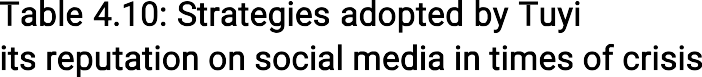 Table 4.10: Strategies adopted by Tuyi
its reputation on social media in times of crisis